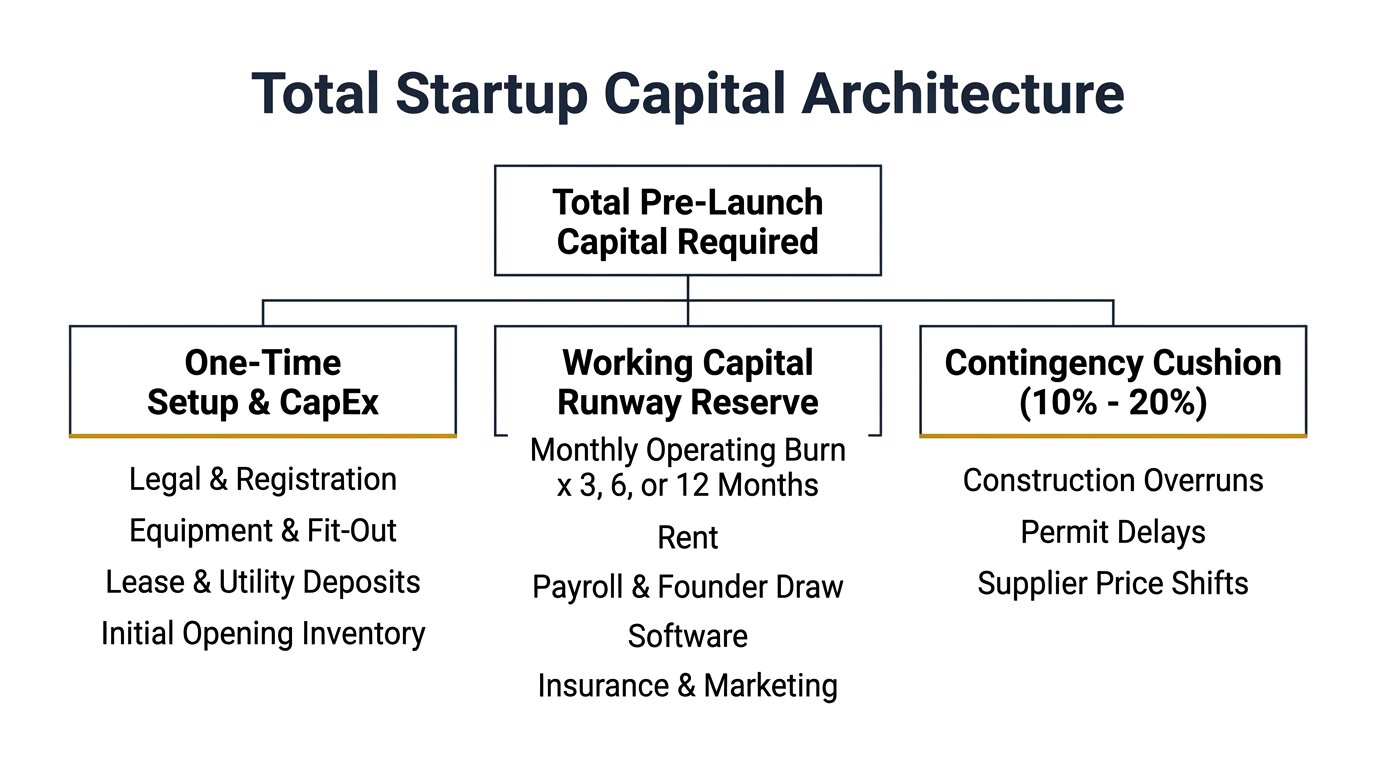 Total Startup Capital Architecture
Total Pre-Launch
Capital Required
One-Time
Setup & CapEx
Legal & Registration
Equipment & Fit-Out
Lease & Utility Deposits
Initial Opening Inventory
Working Capital
Runway Reserve
Monthly Operating Burn
x 3, 6, or 12 Months
Rent
Payroll & Founder Draw
Software
Insurance & Marketing
Contingency Cushion
(10% - 20%)
Construction Overruns
Permit Delays
Supplier Price Shifts